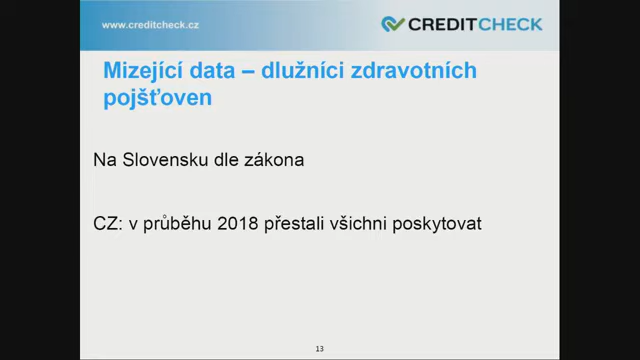 www.creditcheck.cz
CREDITCHECK
Mizející data – dlužníci zdravotních
pojšťoven
Na Slovensku dle zákona
CZ: v průběhu 2018 přestali všichni poskytovat
13